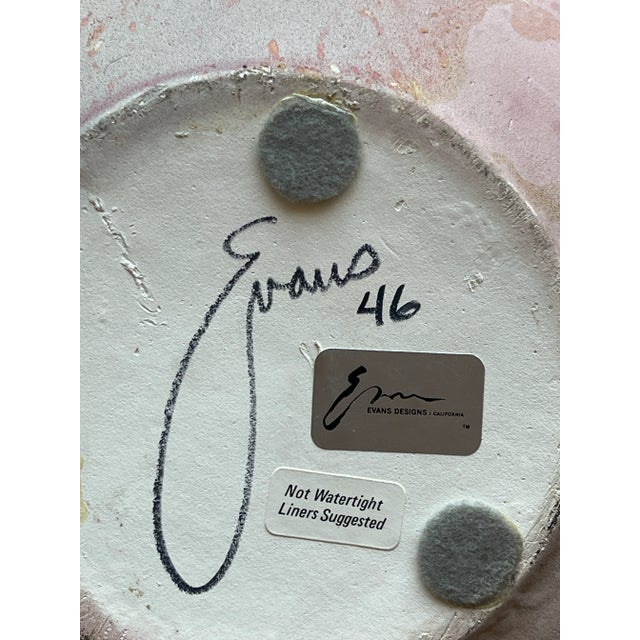 Evans 46
Evans
EVANS DESIGNS | CALIFORNIA
TM
Not Watertight
Liners Suggested